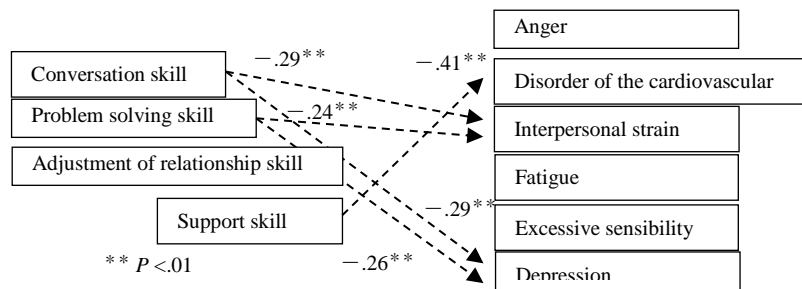 Anger
−.29**
−.41**
Conversation skill
Disorder of the cardiovascular
Problem solving skill
−.24**
Interpersonal strain
Adjustment of relationship skill
Fatigue
Support skill
−.29**
Excessive sensibility
** P <.01
−.26**
Depression